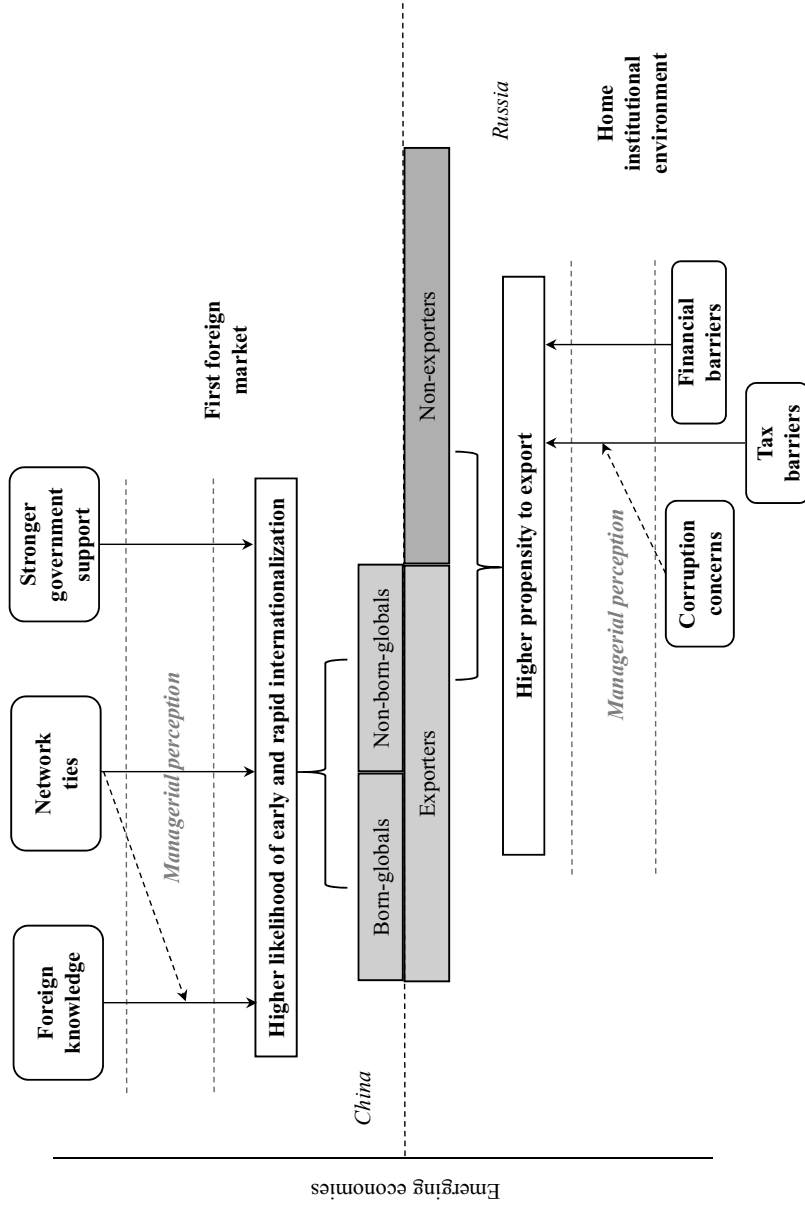 Emerging economies
China
Foreign
knowledge
Network
ties
Stronger
government
support
Managerial perception
First foreign
market
Higher likelihood of early and rapid internationalization
Born-globals
Non-born-globals
Exporters
Non-exporters
Russia
Higher propensity to export
Managerial perception
Home
institutional
environment
Corruption
concerns
Financial
barriers
Tax
barriers